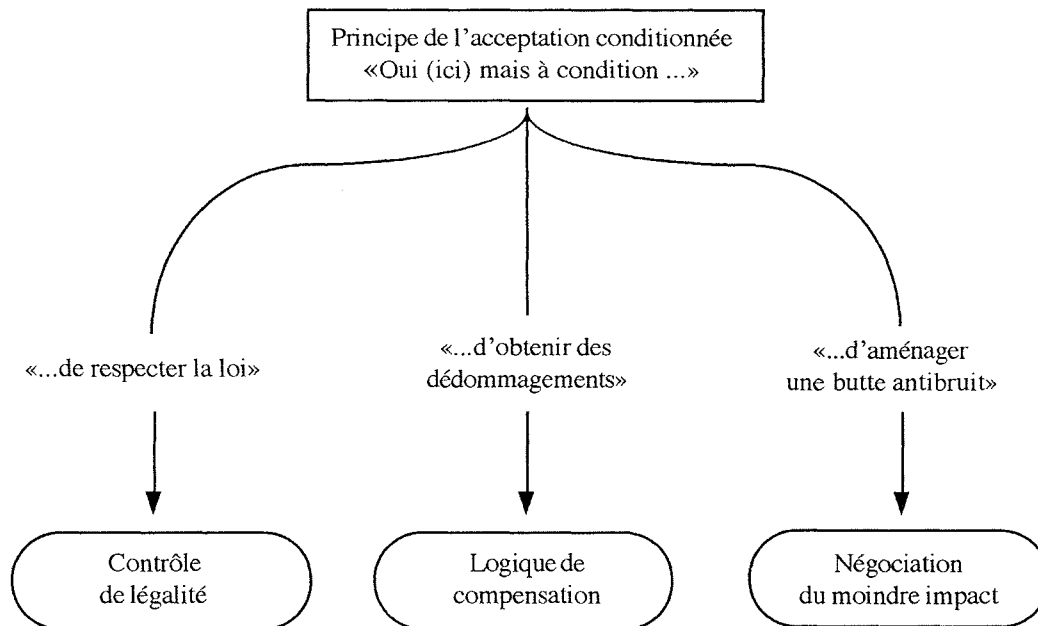 Principe de l'acceptation conditionnée
«Oui (ici) mais à condition ...»
«...de respecter la loi»
«...d'obtenir des
dédommagements»
«...d'aménager
une butte antibruit»
Contrôle
de légalité
Logique de
compensation
Négociation
du moindre impact